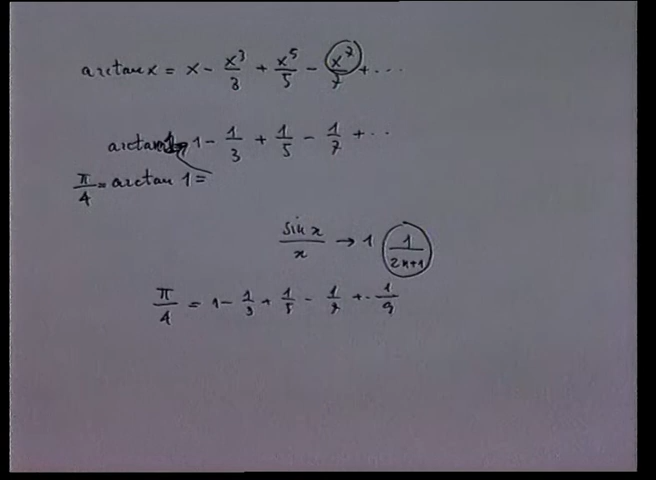 arctan x = x - x³/3 + x⁵/5 - x⁷/7 + ...
arctan 1 - 1/3 + 1/5 - 1/7 + ...
π/4 = arctan 1 =
sin x / x → 1 1/(2n+1)
π/4 = 1 - 1/3 + 1/5 - 1/7 + - 1/9